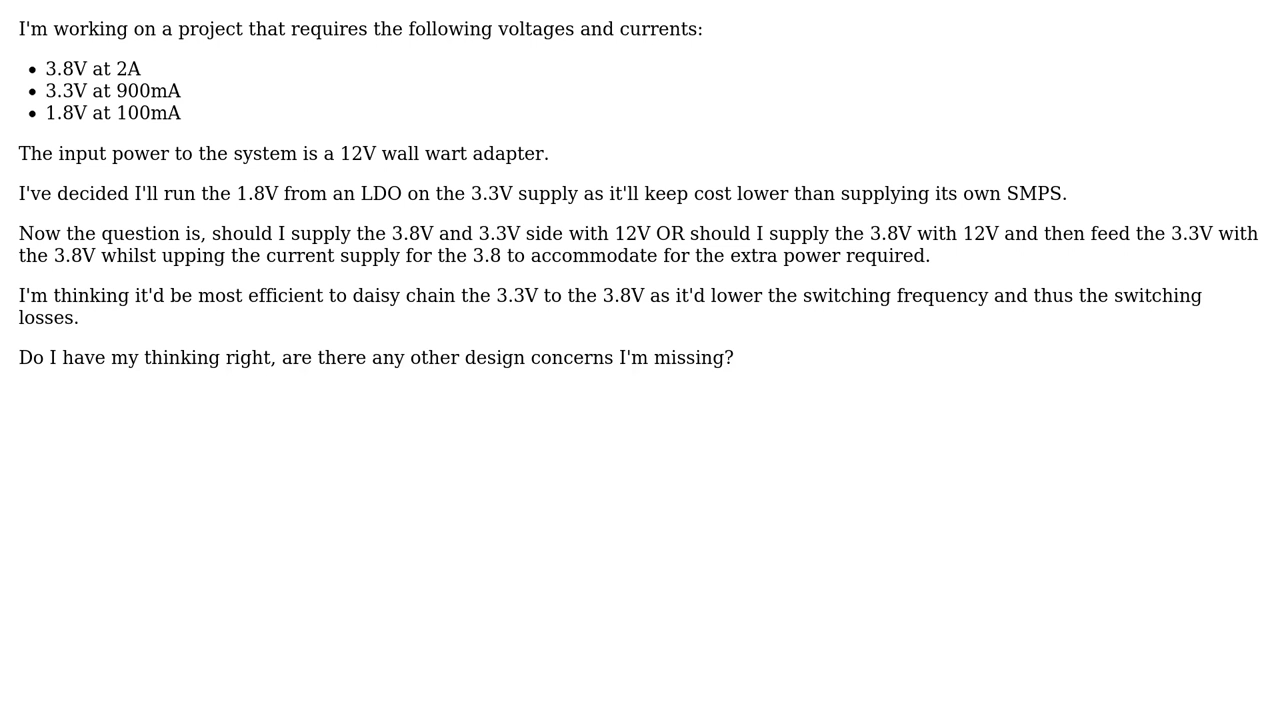 I'm working on a project that requires the following voltages and currents:
• 3.8V at 2A
• 3.3V at 900mA
• 1.8V at 100mA
The input power to the system is a 12V wall wart adapter.
I've decided I'll run the 1.8V from an LDO on the 3.3V supply as it'll keep cost lower than supplying its own SMPS.
Now the question is, should I supply the 3.8V and 3.3V side with 12V OR should I supply the 3.8V with 12V and then feed the 3.3V with
the 3.8V whilst upping the current supply for the 3.8 to accommodate for the extra power required.
I'm thinking it'd be most efficient to daisy chain the 3.3V to the 3.8V as it'd lower the switching frequency and thus the switching
losses.
Do I have my thinking right, are there any other design concerns I'm missing?